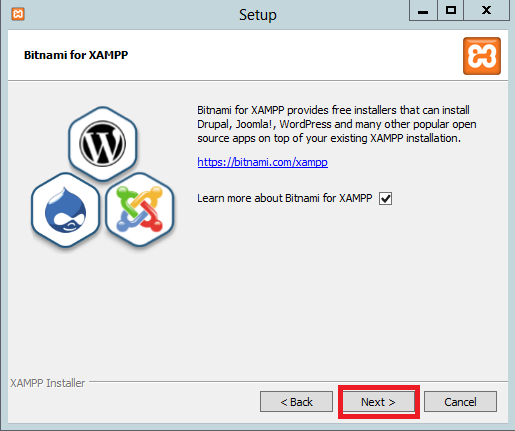 Setup
Bitnami for XAMPP
Bitnami for XAMPP provides free installers that can install
Drupal, Joomla!, WordPress and many other popular open
source apps on top of your existing XAMPP installation.
https://bitnami.com/xampp
Learn more about Bitnami for XAMPP
XAMPP Installer
< Back
Next >
Cancel